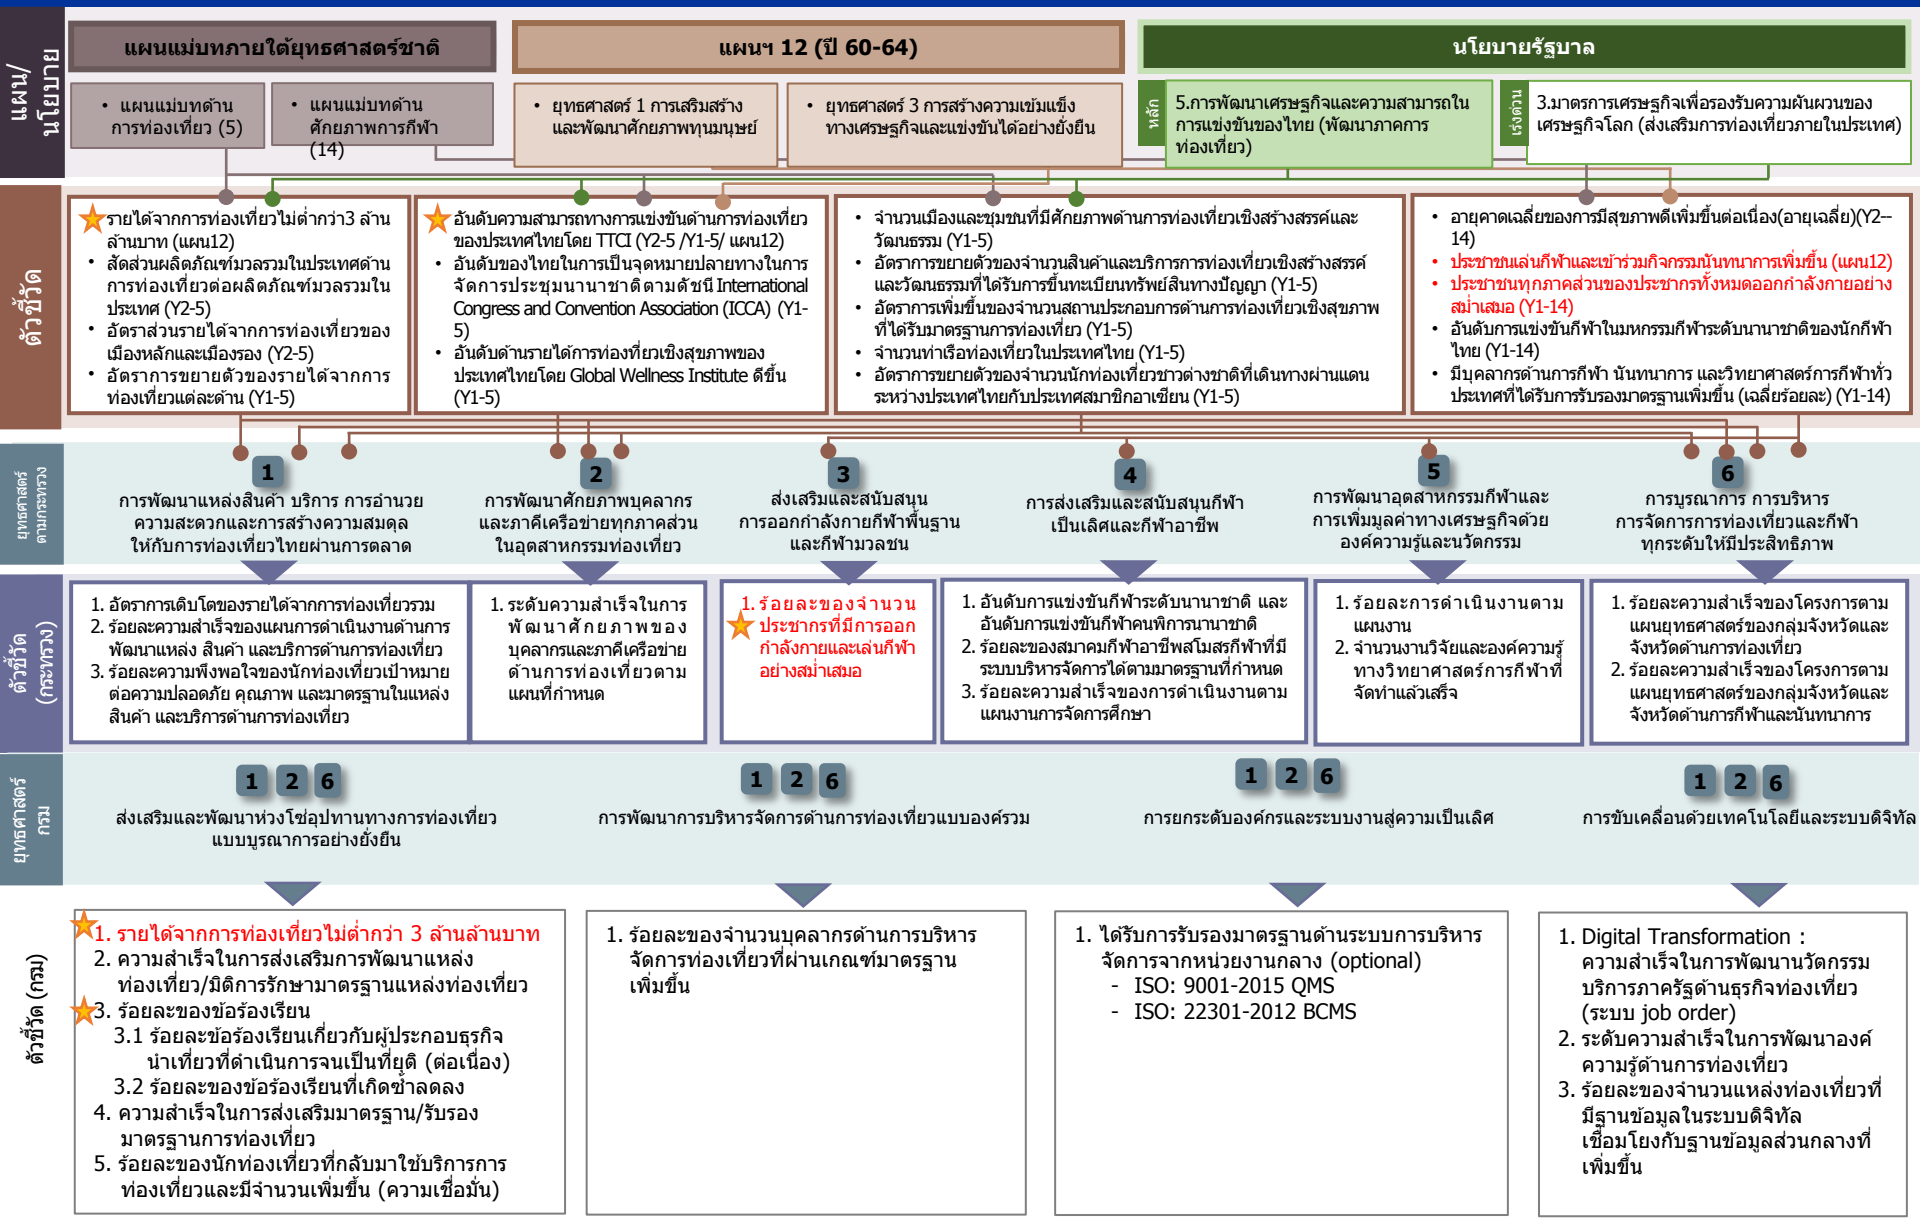 แผน/
นโยบาย
แผนแม่บทภายใต้ยุทธศาสตร์ชาติ
แผนฯ 12 (ปี 60-64)
นโยบายรัฐบาล
• แผนแม่บทด้าน
การท่องเที่ยว (5)
• แผนแม่บทด้าน
ศักยภาพการกีฬา
(14)
• ยุทธศาสตร์ 1 การเสริมสร้าง
และพัฒนาศักยภาพทุนมนุษย์
• ยุทธศาสตร์ 3 การสร้างความเข้มแข็ง
ทางเศรษฐกิจและแข่งขันได้อย่างยั่งยืน
หลัก
5.การพัฒนาเศรษฐกิจและความสามารถใน
การแข่งขันของไทย (พัฒนาภาคการ
ท่องเที่ยว)
เร่งด่วน
3.มาตรการเศรษฐกิจเพื่อรองรับความผันผวนของ
เศรษฐกิจโลก (ส่งเสริมการท่องเที่ยวภายในประเทศ)
ตัวชี้วัด
รายได้จากการท่องเที่ยวไม่ต่ำกว่า3 ล้าน
ล้านบาท (แผน12)
• สัดส่วนผลิตภัณฑ์มวลรวมในประเทศด้าน
การท่องเที่ยวต่อผลิตภัณฑ์มวลรวมใน
ประเทศ (Y2-5)
• อัตราส่วนรายได้จากการท่องเที่ยวของ
เมืองหลักและเมืองรอง (Y2-5)
• อัตราการขยายตัวของรายได้จากการ
ท่องเที่ยวแต่ละด้าน (Y1-5)
อันดับความสามารถทางการแข่งขันด้านการท่องเที่ยว
ของประเทศไทยโดย TTCI (Y2-5 /Y1-5/ แผน12)
• อันดับของไทยในการเป็นจุดหมายปลายทางในการ
จัดการประชุมนานาชาติตามดัชนี International
Congress and Convention Association (ICCA) (Y1-
5)
• อันดับด้านรายได้การท่องเที่ยวเชิงสุขภาพของ
ประเทศไทยโดย Global Wellness Institute ดีขึ้น
(Y1-5)
• จำนวนเมืองและชุมชนที่มีศักยภาพด้านการท่องเที่ยวเชิงสร้างสรรค์และ
วัฒนธรรม (Y1-5)
• อัตราการขยายตัวของจำนวนสินค้าและบริการการท่องเที่ยวเชิงสร้างสรรค์
และวัฒนธรรมที่ได้รับการขึ้นทะเบียนทรัพย์สินทางปัญญา (Y1-5)
• อัตราการเพิ่มขึ้นของจำนวนสถานประกอบการด้านการท่องเที่ยวเชิงสุขภาพ
ที่ได้รับมาตรฐานการท่องเที่ยว (Y1-5)
• จำนวนท่าเรือท่องเที่ยวในประเทศไทย (Y1-5)
• อัตราการขยายตัวของจำนวนนักท่องเที่ยวชาวต่างชาติที่เดินทางผ่านแดน
ระหว่างประเทศไทยกับประเทศสมาชิกอาเซียน (Y1-5)
• อายุคาดเฉลี่ยของการมีสุขภาพดีเพิ่มขึ้นต่อเนื่อง(อายุเฉลี่ย)(Y2--
14)
• ประชาชนเล่นกีฬาและเข้าร่วมกิจกรรมนันทนาการเพิ่มขึ้น (แผน12)
• ประชาชนทุกภาคส่วนของประชากรทั้งหมดออกกำลังกายอย่าง
สม่ำเสมอ (Y1-14)
• อันดับการแข่งขันกีฬาในมหกรรมกีฬาระดับนานาชาติของนักกีฬา
ไทย (Y1-14)
• มีบุคลากรด้านการกีฬา นันทนาการ และวิทยาศาสตร์การกีฬาทั่ว
ประเทศที่ได้รับการรับรองมาตรฐานเพิ่มขึ้น (เฉลี่ยร้อยละ) (Y1-14)
ยุทธศาสตร์
ตามกระทรวง
1
การพัฒนาแหล่งสินค้า บริการ การอำนวย
ความสะดวกและการสร้างความสมดุล
ให้กับการท่องเที่ยวไทยผ่านการตลาด
2
การพัฒนาศักยภาพบุคลากร
และภาคีเครือข่ายทุกภาคส่วน
ในอุตสาหกรรมท่องเที่ยว
3
ส่งเสริมและสนับสนุน
การออกกำลังกายกีฬาพื้นฐาน
และกีฬามวลชน
4
การส่งเสริมและสนับสนุนกีฬา
เป็นเลิศและกีฬาอาชีพ
5
การพัฒนาอุตสาหกรรมกีฬาและ
การเพิ่มมูลค่าทางเศรษฐกิจด้วย
องค์ความรู้และนวัตกรรม
6
การบูรณาการ การบริหาร
การจัดการการท่องเที่ยวและกีฬา
ทุกระดับให้มีประสิทธิภาพ
ตัวชี้วัด
(กระทรวง)
1. อัตราการเติบโตของรายได้จากการท่องเที่ยวรวม
2. ร้อยละความสำเร็จของแผนการดำเนินงานด้านการ
พัฒนาแหล่ง สินค้า และบริการด้านการท่องเที่ยว
3. ร้อยละความพึงพอใจของนักท่องเที่ยวเป้าหมาย
ต่อความปลอดภัย คุณภาพ และมาตรฐานในแหล่ง
สินค้า และบริการด้านการท่องเที่ยว
1. ระดับความสำเร็จในการ
พัฒนาศักยภาพของ
บุคลากรและภาคีเครือข่าย
ด้านการท่องเที่ยวตาม
แผนที่กำหนด
1. ร้อยละของจำนวน
ประชากรที่มีการออก
กำลังกายและเล่นกีฬา
อย่างสม่ำเสมอ
1. อันดับการแข่งขันกีฬาระดับนานาชาติ และ
อันดับการแข่งขันกีฬาคนพิการนานาชาติ
2. ร้อยละของสมาคมกีฬาอาชีพสโมสรกีฬาที่มี
ระบบบริหารจัดการได้ตามมาตรฐานที่กำหนด
3. ร้อยละความสำเร็จของการดำเนินงานตาม
แผนงานการจัดการศึกษา
1. ร้อยละการดำเนินงานตาม
แผนงาน
2. จำนวนงานวิจัยและองค์ความรู้
ทางวิทยาศาสตร์การกีฬาที่
จัดทำแล้วเสร็จ
1. ร้อยละความสำเร็จของโครงการตาม
แผนยุทธศาสตร์ของกลุ่มจังหวัดและ
จังหวัดด้านการท่องเที่ยว
2. ร้อยละความสำเร็จของโครงการตาม
แผนยุทธศาสตร์ของกลุ่มจังหวัดและ
จังหวัดด้านการกีฬาและนันทนาการ
ยุทธศาสตร์
กรม
1 2 6
ส่งเสริมและพัฒนาห่วงโซ่อุปทานทางการท่องเที่ยว
แบบบูรณาการอย่างยั่งยืน
1 2 6
การพัฒนาการบริหารจัดการด้านการท่องเที่ยวแบบองค์รวม
1 2 6
การยกระดับองค์กรและระบบงานสู่ความเป็นเลิศ
1 2 6
การขับเคลื่อนด้วยเทคโนโลยีและระบบดิจิทัล
ตัวชี้วัด (กรม)
1. รายได้จากการท่องเที่ยวไม่ต่ำกว่า 3 ล้านล้านบาท
2. ความสำเร็จในการส่งเสริมการพัฒนาแหล่ง
ท่องเที่ยว/มิติการรักษามาตรฐานแหล่งท่องเที่ยว
3. ร้อยละของข้อร้องเรียน
3.1 ร้อยละข้อร้องเรียนเกี่ยวกับผู้ประกอบธุรกิจ
นำเที่ยวที่ดำเนินการจนเป็นที่ยุติ (ต่อเนื่อง)
3.2 ร้อยละของข้อร้องเรียนที่เกิดซ้ำลดลง
4. ความสำเร็จในการส่งเสริมมาตรฐาน/รับรอง
มาตรฐานการท่องเที่ยว
5. ร้อยละของนักท่องเที่ยวที่กลับมาใช้บริการการ
ท่องเที่ยวและมีจำนวนเพิ่มขึ้น (ความเชื่อมั่น)
1. ร้อยละของจำนวนบุคลากรด้านการบริหาร
จัดการท่องเที่ยวที่ผ่านเกณฑ์มาตรฐาน
เพิ่มขึ้น
1. ได้รับการรับรองมาตรฐานด้านระบบการบริหาร
จัดการจากหน่วยงานกลาง (optional)
- ISO: 9001-2015 QMS
- ISO: 22301-2012 BCMS
1. Digital Transformation :
ความสำเร็จในการพัฒนานวัตกรรม
บริการภาครัฐด้านธุรกิจท่องเที่ยว
(ระบบ job order)
2. ระดับความสำเร็จในการพัฒนาองค์
ความรู้ด้านการท่องเที่ยว
3. ร้อยละของจำนวนแหล่งท่องเที่ยวที่
มีฐานข้อมูลในระบบดิจิทัล
เชื่อมโยงกับฐานข้อมูลส่วนกลางที่
เพิ่มขึ้น